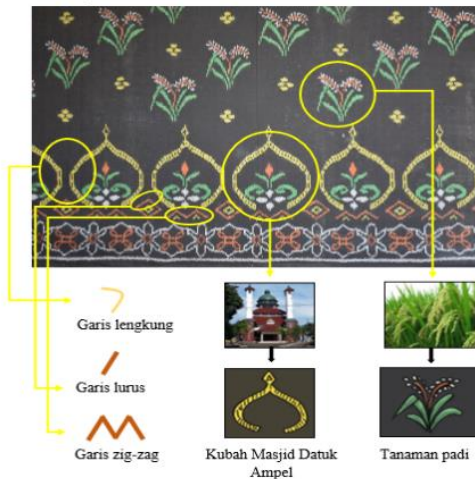 Garis lengkung
Garis lurus
Garis zig-zag
Kubah Masjid Datuk
Ampel
Tanaman padi